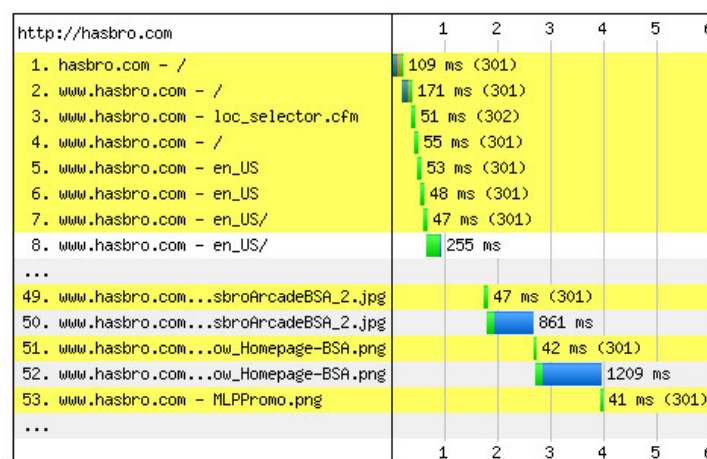 http://hasbro.com 1 2 3 4 5 6
1. hasbro.com - / 109 ms (301)
2. www.hasbro.com - / 171 ms (301)
3. www.hasbro.com - loc_selector.cfm 51 ms (302)
4. www.hasbro.com - / 55 ms (301)
5. www.hasbro.com - en_US 53 ms (301)
6. www.hasbro.com - en_US 48 ms (301)
7. www.hasbro.com - en_US/ 47 ms (301)
8. www.hasbro.com - en_US/ 255 ms
...
49. www.hasbro.com...sbroArcadeBSA_2.jpg 47 ms (301)
50. www.hasbro.com...sbroArcadeBSA_2.jpg 861 ms
51. www.hasbro.com...ow_Homepage-BSA.png 42 ms (301)
52. www.hasbro.com...ow_Homepage-BSA.png 1209 ms
53. www.hasbro.com - MLPPromo.png 41 ms (301)
...
1 2 3 4 5 6